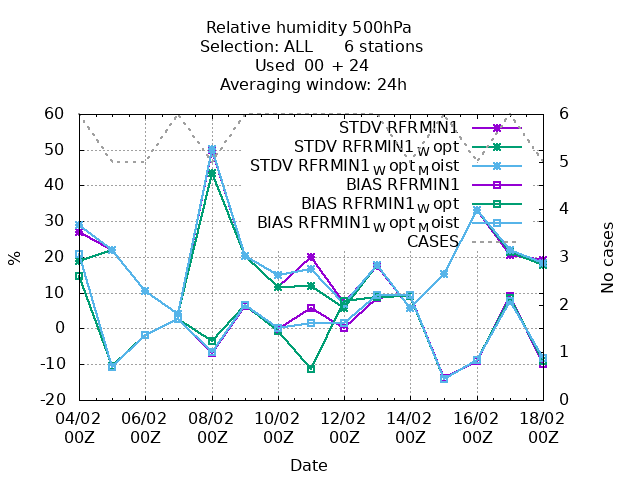 Relative humidity 500hPa
Selection: ALL 6 stations
Used 00 + 24
Averaging window: 24h
60
50
40
30
20
10
0
-10
-20
%
STDV RFRMIN1
STDV RFRMIN1_W opt
STDV RFRMIN1_W opt_M oist
BIAS RFRMIN1
BIAS RFRMIN1_W opt
BIAS RFRMIN1_W opt_M oist
CASES
6
5
4
3
2
1
0
No cases
04/02 06/02 08/02 10/02 12/02 14/02 16/02 18/02
00Z 00Z 00Z 00Z 00Z 00Z 00Z 00Z
Date